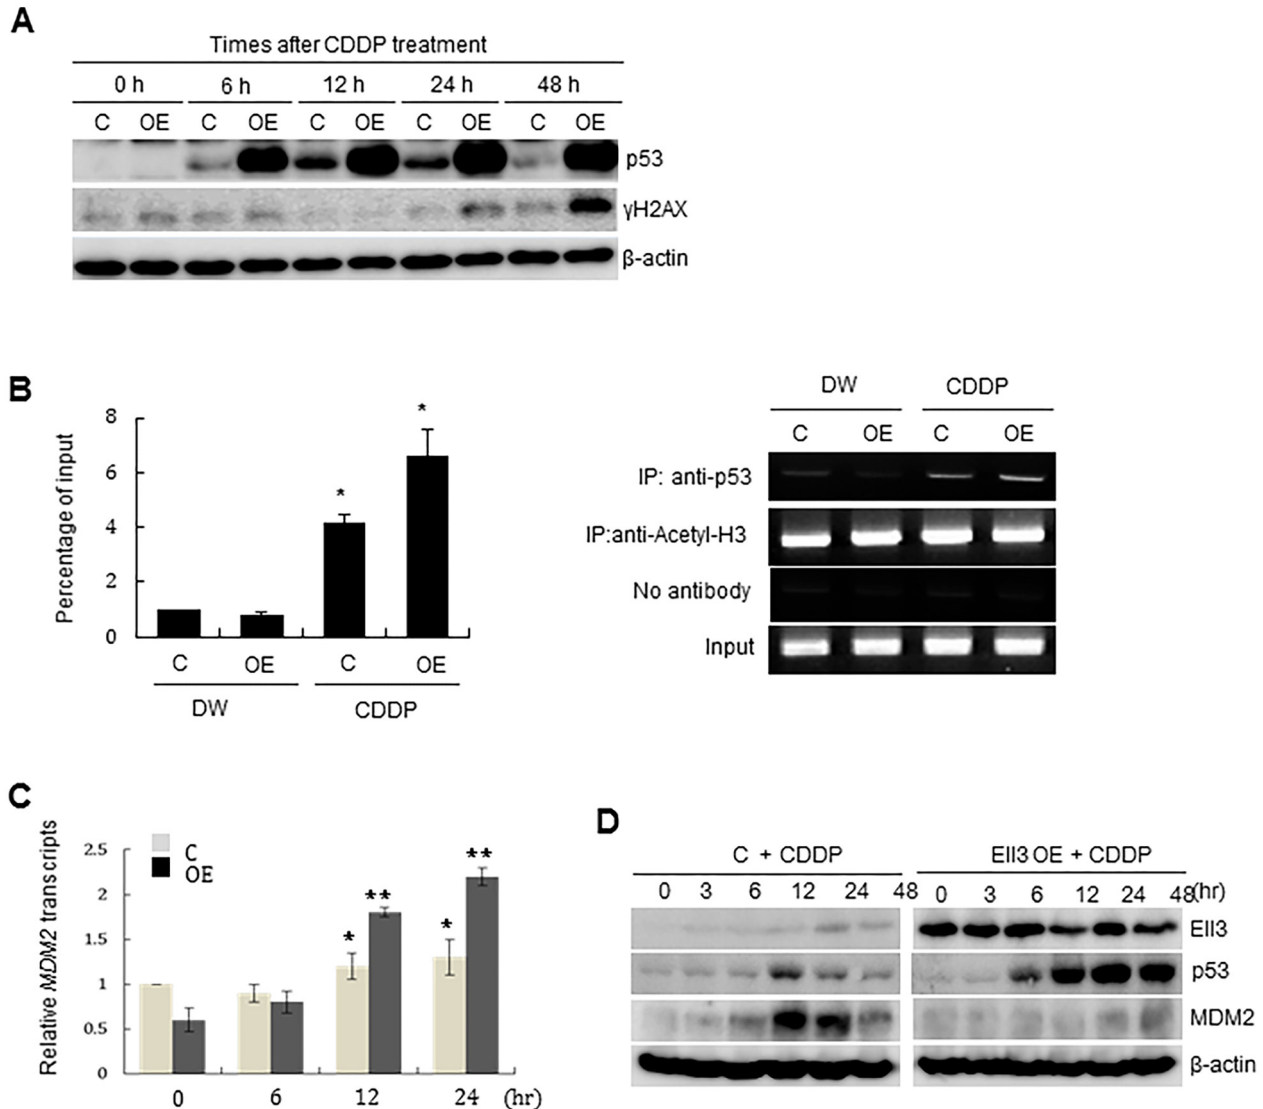 A
Times after CDDP treatment
0 h 6 h 12 h 24 h 48 h
C OE C OE C OE C OE C OE
p53
γH2AX
β-actin
B
Percentage of input
8
6
4
2
0
*
*
C OE C OE
DW CDDP
DW CDDP
C OE C OE
IP: anti-p53
IP:anti-Acetyl-H3
No antibody
Input
C
Relative MDM2 trans cripts
C
OE
2.5
2
1.5
1
0.5
0
* ** * **
0 6 12 24 (hr)
D
C + CDDP Ell3 OE + CDDP
0 3 6 12 24 48 0 3 6 12 24 48 (hr)
Ell3
p53
MDM2
β-actin